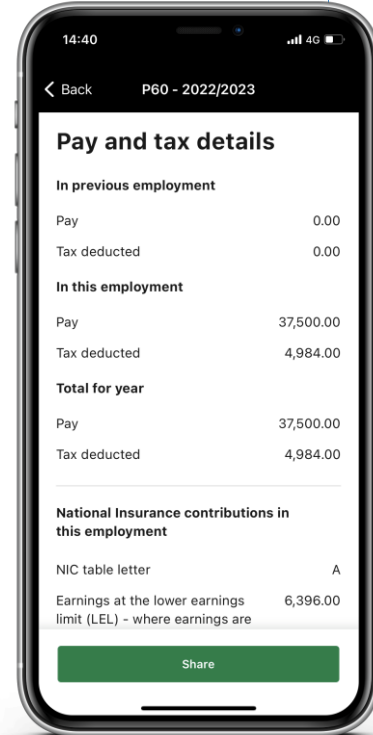 14:40
4G
Back P60 - 2022/2023
Pay and tax details
In previous employment
Pay 0.00
Tax deducted 0.00
In this employment
Pay 37,500.00
Tax deducted 4,984.00
Total for year
Pay 37,500.00
Tax deducted 4,984.00
National Insurance contributions in
this employment
NIC table letter A
Earnings at the lower earnings 6,396.00
limit (LEL) - where earnings are
Share